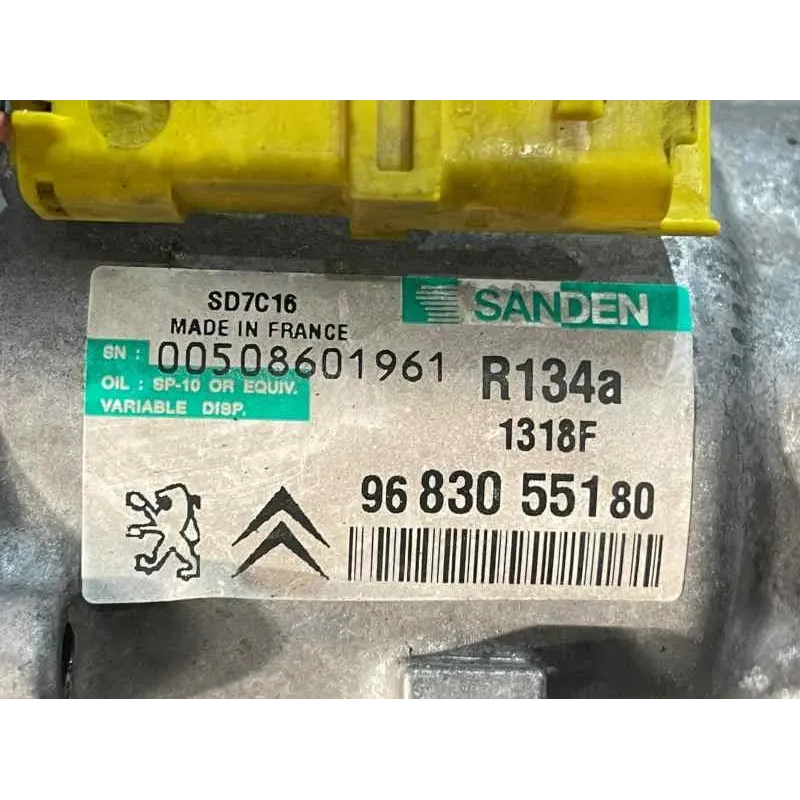 SD7C16
SANDEN
MADE IN FRANCE
SN : 00508601961
R134a
OIL : SP-10 OR EQUIV.
VARIABLE DISP.
1318F
96 830 551 80